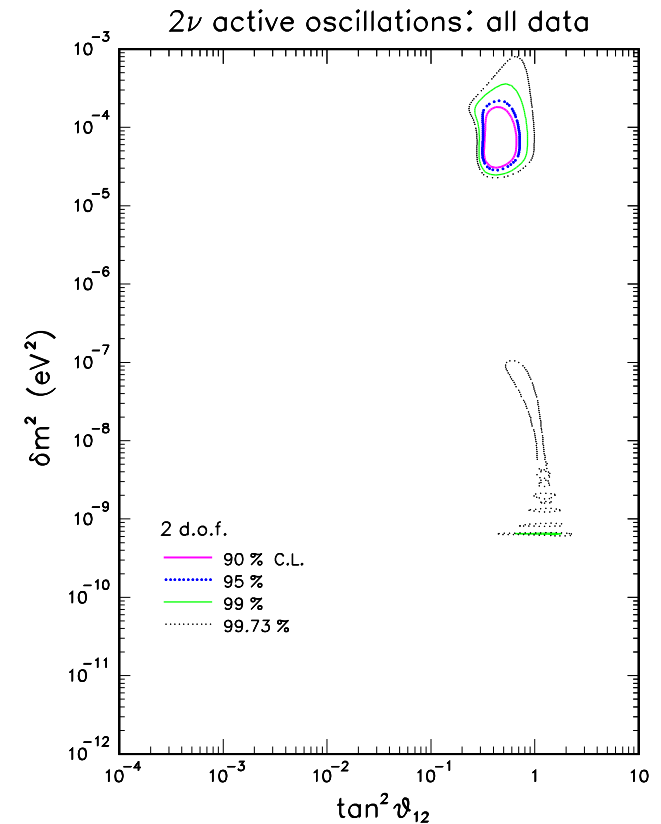 2ν active oscillations: all data
10⁻³
10⁻⁴
10⁻⁵
10⁻⁶
10⁻⁷
10⁻⁸
10⁻⁹
10⁻¹⁰
10⁻¹¹
10⁻¹²
δm² (eV²)
2 d.o.f.
90 % C.L.
95 %
99 %
99.73 %
10⁻⁴ 10⁻³ 10⁻² 10⁻¹ 1 10
tan² ϑ₁₂